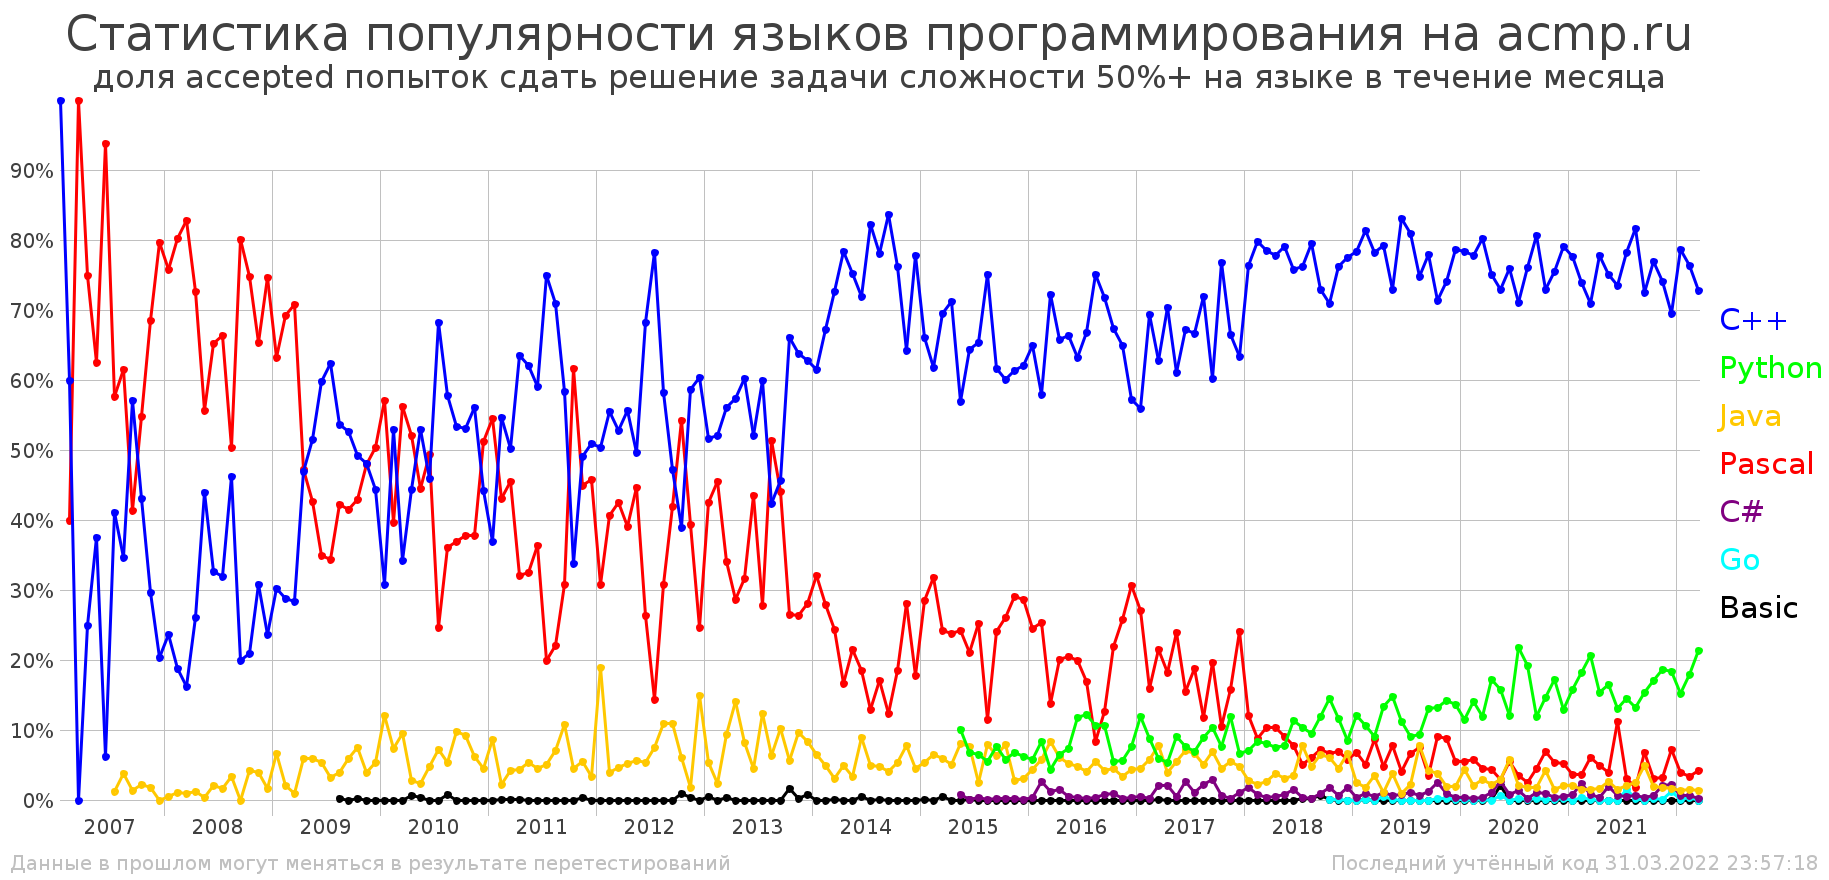 Статистика популярности языков программирования на acmp.ru
доля accepted попыток сдать решение задачи сложности 50%+ на языке в течение месяца
90%
80%
70%
60%
50%
40%
30%
20%
10%
0%
C++
Python
Java
Pascal
C#
Go
Basic
2007 2008 2009 2010 2011 2012 2013 2014 2015 2016 2017 2018 2019 2020 2021
Данные в прошлом могут меняться в результате перетестирований
Последний учтённый код 31.03.2022 23:57:18